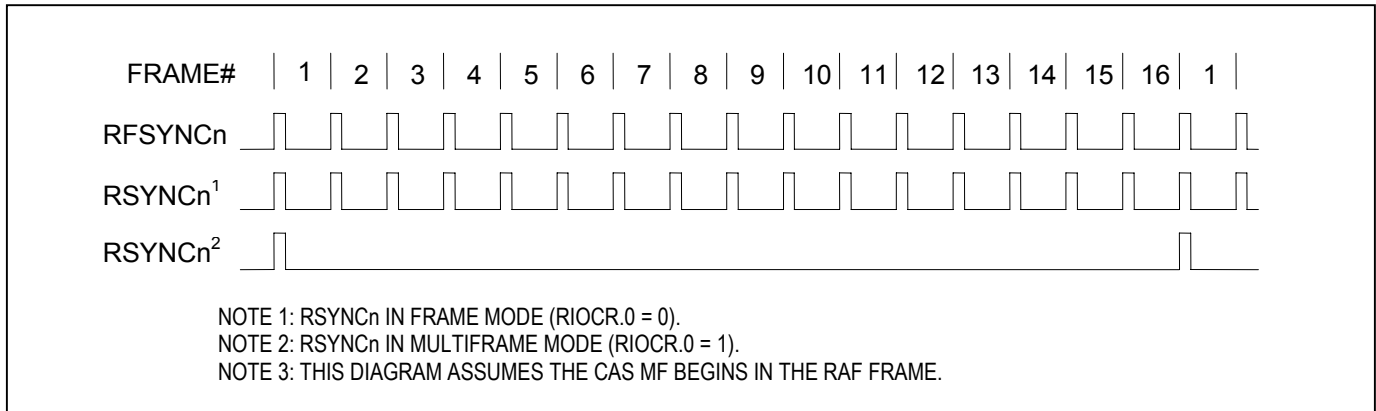 FRAME# 1 2 3 4 5 6 7 8 9 10 11 12 13 14 15 16 1
RFSYNCn
RSYNCn1
RSYNCn2
NOTE 1: RSYNCn IN FRAME MODE (RIOCR.0 = 0).
NOTE 2: RSYNCn IN MULTIFRAME MODE (RIOCR.0 = 1).
NOTE 3: THIS DIAGRAM ASSUMES THE CAS MF BEGINS IN THE RAF FRAME.